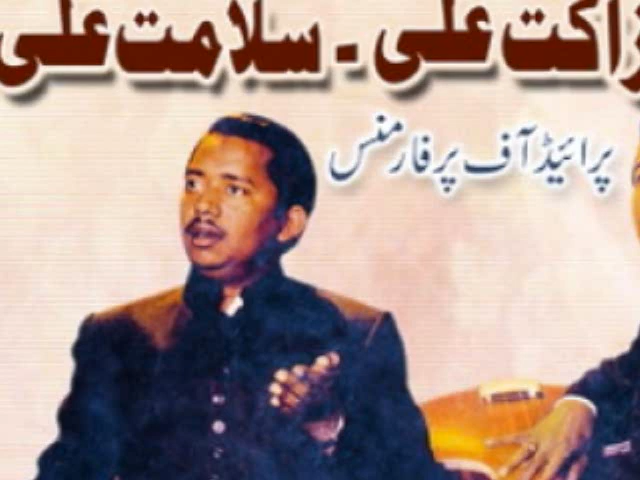 زاکت علی - سلامت علی
پرائیڈ آف پرفارمنس